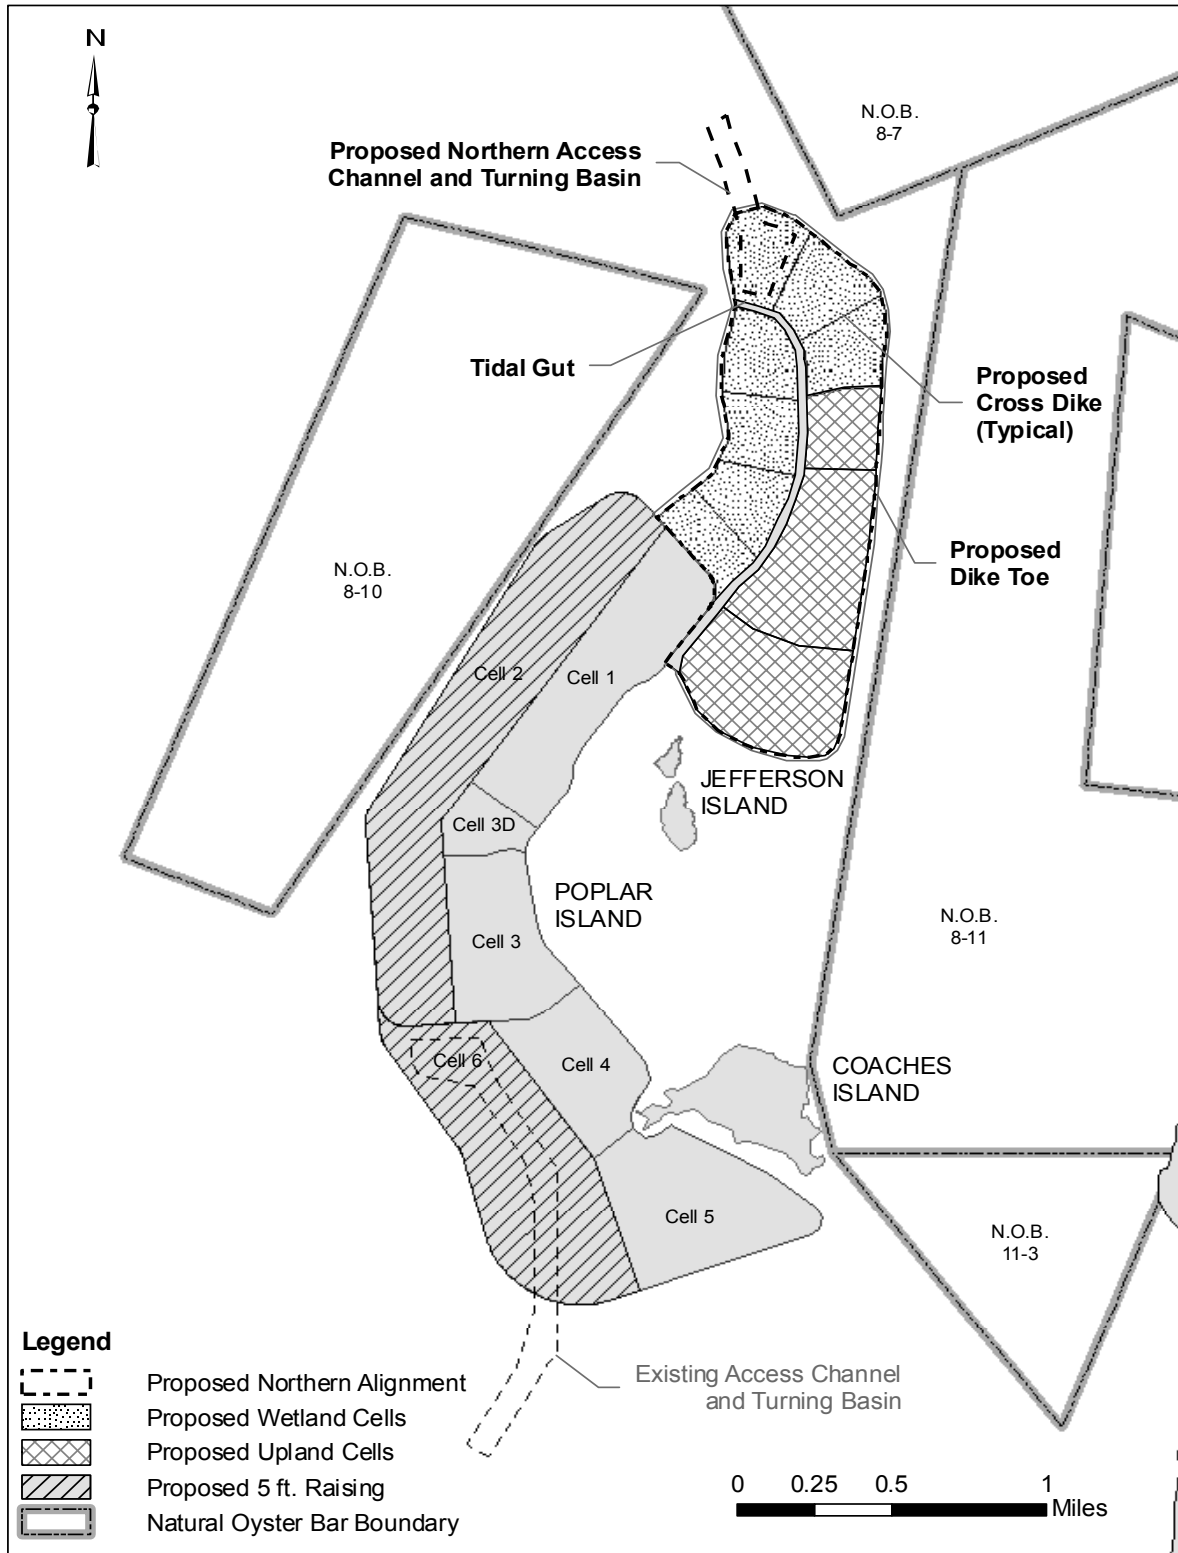 N
N.O.B.
8-7
Proposed Northern Access
Channel and Turning Basin
Tidal Gut
Proposed
Cross Dike
(Typical)
Proposed
Dike Toe
N.O.B.
8-10
Cell 2
Cell 1
JEFFERSON
ISLAND
Cell 3D
POPLAR
ISLAND
Cell 3
N.O.B.
8-11
Cell 6
Cell 4
COACHES
ISLAND
Cell 5
N.O.B.
11-3
Existing Access Channel
and Turning Basin
Legend
Proposed Northern Alignment
Proposed Wetland Cells
Proposed Upland Cells
Proposed 5 ft. Raising
Natural Oyster Bar Boundary
0 0.25 0.5 1
Miles